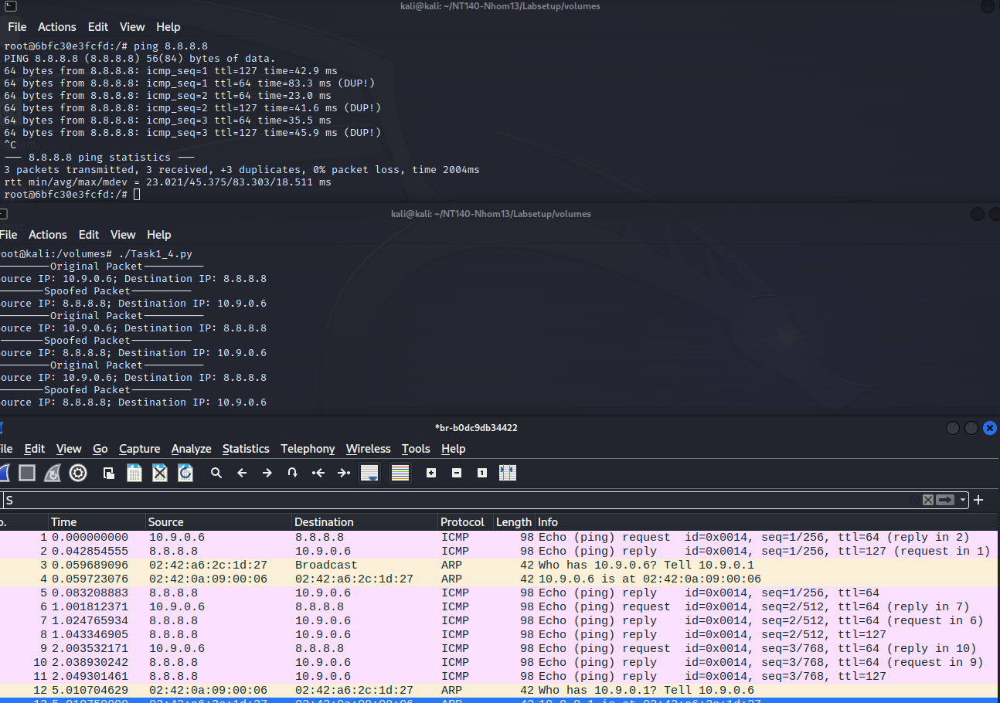 kali@kali: ~/NT140-Nhom13/Labsetup/volumes
File Actions Edit View Help
root@6bfc30e3fcfd:/# ping 8.8.8.8
PING 8.8.8.8 (8.8.8.8) 56(84) bytes of data.
64 bytes from 8.8.8.8: icmp_seq=1 ttl=127 time=42.9 ms
64 bytes from 8.8.8.8: icmp_seq=1 ttl=64 time=83.3 ms (DUP!)
64 bytes from 8.8.8.8: icmp_seq=2 ttl=64 time=23.0 ms
64 bytes from 8.8.8.8: icmp_seq=2 ttl=127 time=41.6 ms (DUP!)
64 bytes from 8.8.8.8: icmp_seq=3 ttl=64 time=35.5 ms
64 bytes from 8.8.8.8: icmp_seq=3 ttl=127 time=45.9 ms (DUP!)
^C
--- 8.8.8.8 ping statistics ---
3 packets transmitted, 3 received, +3 duplicates, 0% packet loss, time 2004ms
rtt min/avg/max/mdev = 23.021/45.375/83.303/18.511 ms
root@6bfc30e3fcfd:/#
kali@kali: ~/NT140-Nhom13/Labsetup/volumes
File Actions Edit View Help
oot@kali:/volumes# ./Task1_4.py
--------Original Packet----------
ource IP: 10.9.0.6; Destination IP: 8.8.8.8
-------Spoofed Packet----------
ource IP: 8.8.8.8; Destination IP: 10.9.0.6
--------Original Packet----------
ource IP: 10.9.0.6; Destination IP: 8.8.8.8
-------Spoofed Packet----------
ource IP: 8.8.8.8; Destination IP: 10.9.0.6
--------Original Packet----------
ource IP: 10.9.0.6; Destination IP: 8.8.8.8
-------Spoofed Packet----------
ource IP: 8.8.8.8; Destination IP: 10.9.0.6
*br-b0dc9db34422
ile Edit View Go Capture Analyze Statistics Telephony Wireless Tools Help
S
o. Time Source Destination Protocol Length Info
1 0.000000000 10.9.0.6 8.8.8.8 ICMP 98 Echo (ping) request id=0x0014, seq=1/256, ttl=64 (reply in 2)
2 0.042854555 8.8.8.8 10.9.0.6 ICMP 98 Echo (ping) reply id=0x0014, seq=1/256, ttl=127 (request in 1)
3 0.059689096 02:42:a6:2c:1d:27 Broadcast ARP 42 Who has 10.9.0.6? Tell 10.9.0.1
4 0.059723076 02:42:0a:09:00:06 02:42:a6:2c:1d:27 ARP 42 10.9.0.6 is at 02:42:0a:09:00:06
5 0.083208883 8.8.8.8 10.9.0.6 ICMP 98 Echo (ping) reply id=0x0014, seq=1/256, ttl=64
6 1.001812371 10.9.0.6 8.8.8.8 ICMP 98 Echo (ping) request id=0x0014, seq=2/512, ttl=64 (reply in 7)
7 1.024765934 8.8.8.8 10.9.0.6 ICMP 98 Echo (ping) reply id=0x0014, seq=2/512, ttl=64 (request in 6)
8 1.043346905 8.8.8.8 10.9.0.6 ICMP 98 Echo (ping) reply id=0x0014, seq=2/512, ttl=127
9 2.003532171 10.9.0.6 8.8.8.8 ICMP 98 Echo (ping) request id=0x0014, seq=3/768, ttl=64 (reply in 10)
10 2.038930242 8.8.8.8 10.9.0.6 ICMP 98 Echo (ping) reply id=0x0014, seq=3/768, ttl=64 (request in 9)
11 2.049301461 8.8.8.8 10.9.0.6 ICMP 98 Echo (ping) reply id=0x0014, seq=3/768, ttl=127
12 5.010704629 02:42:0a:09:00:06 02:42:a6:2c:1d:27 ARP 42 Who has 10.9.0.1? Tell 10.9.0.6